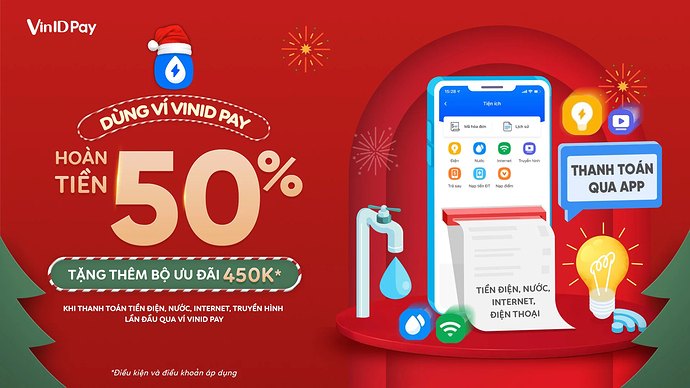 VinID Pay
DÙNG VÍ VINID PAY
HOÀN
TIỀN
50%
TẶNG THÊM BỘ ƯU ĐÃI 450K*
KHI THANH TOÁN TIỀN ĐIỆN, NƯỚC, INTERNET, TRUYỀN HÌNH
LẦN ĐẦU QUA VÍ VINID PAY
*Điều kiện và điều khoản áp dụng
15:28
Tiện ích
Mã hóa đơn
Lịch sử
Điện
Nước
Internet
Truyền hình
Trả sau
Nạp tiền ĐT
Nạp điểm
THANH TOÁN
QUA APP
TIỀN ĐIỆN, NƯỚC,
INTERNET,
ĐIỆN THOẠI